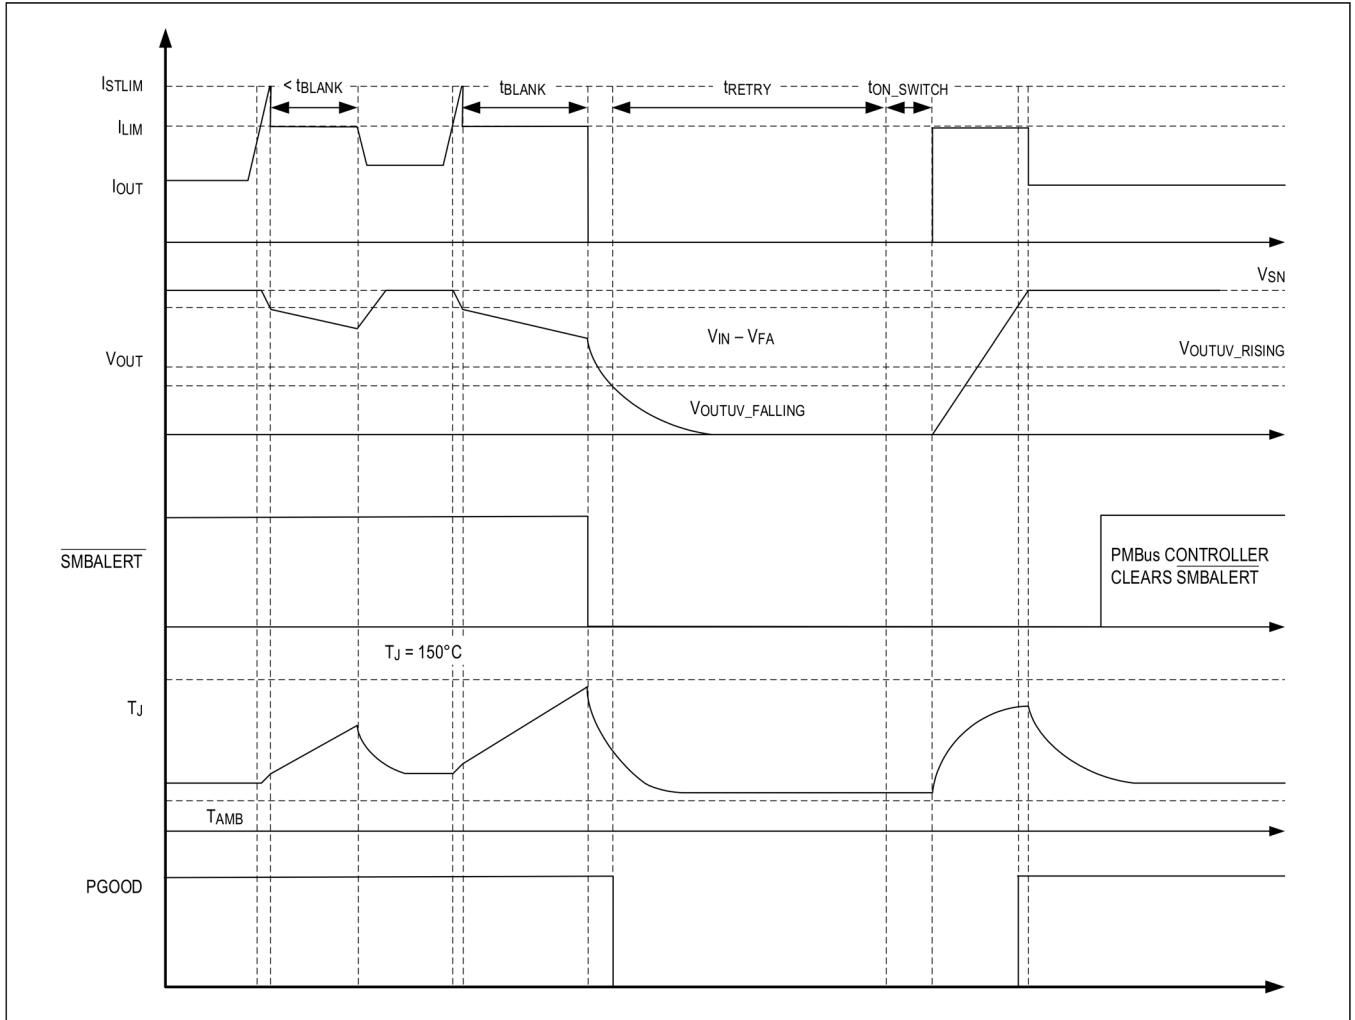 ISTLIM
< tBLANK
tBLANK
tRETRY
tON_SWITCH
ILIM
IOUT
VSN
VIN – VFA
VOUT
VOUTUV_RISING
VOUTUV_FALLING
SMBALERT
PMBus CONTROLLER
CLEARS SMBALERT
TJ = 150°C
TJ
TAMB
PGOOD